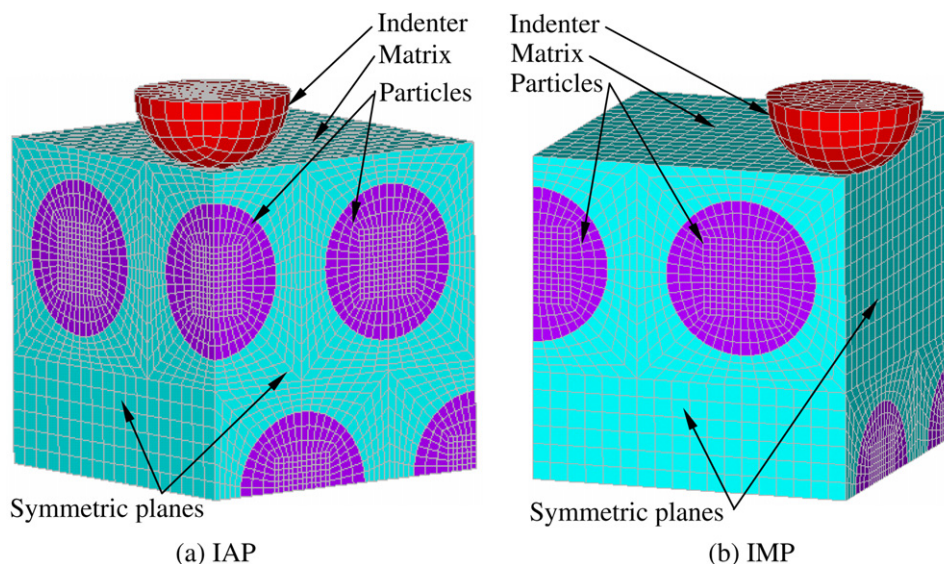 Indenter
Matrix
Particles
Symmetric planes
(a) IAP
Indenter
Matrix
Particles
Symmetric planes
(b) IMP